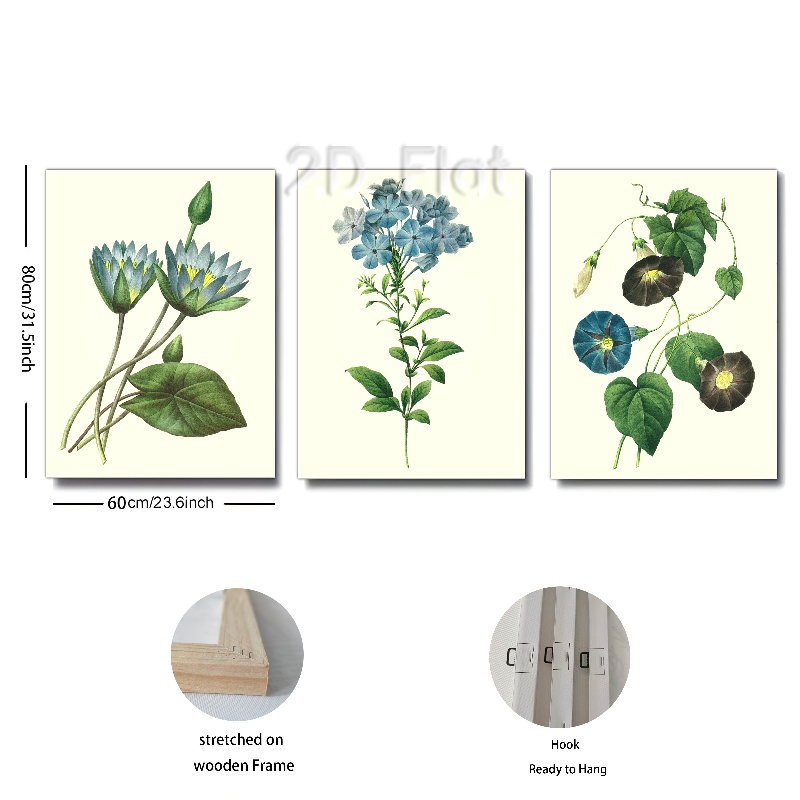 2D Flat
80cm/31.5inch
60cm/23.6inch
stretched on
wooden Frame
Hook
Ready to Hang